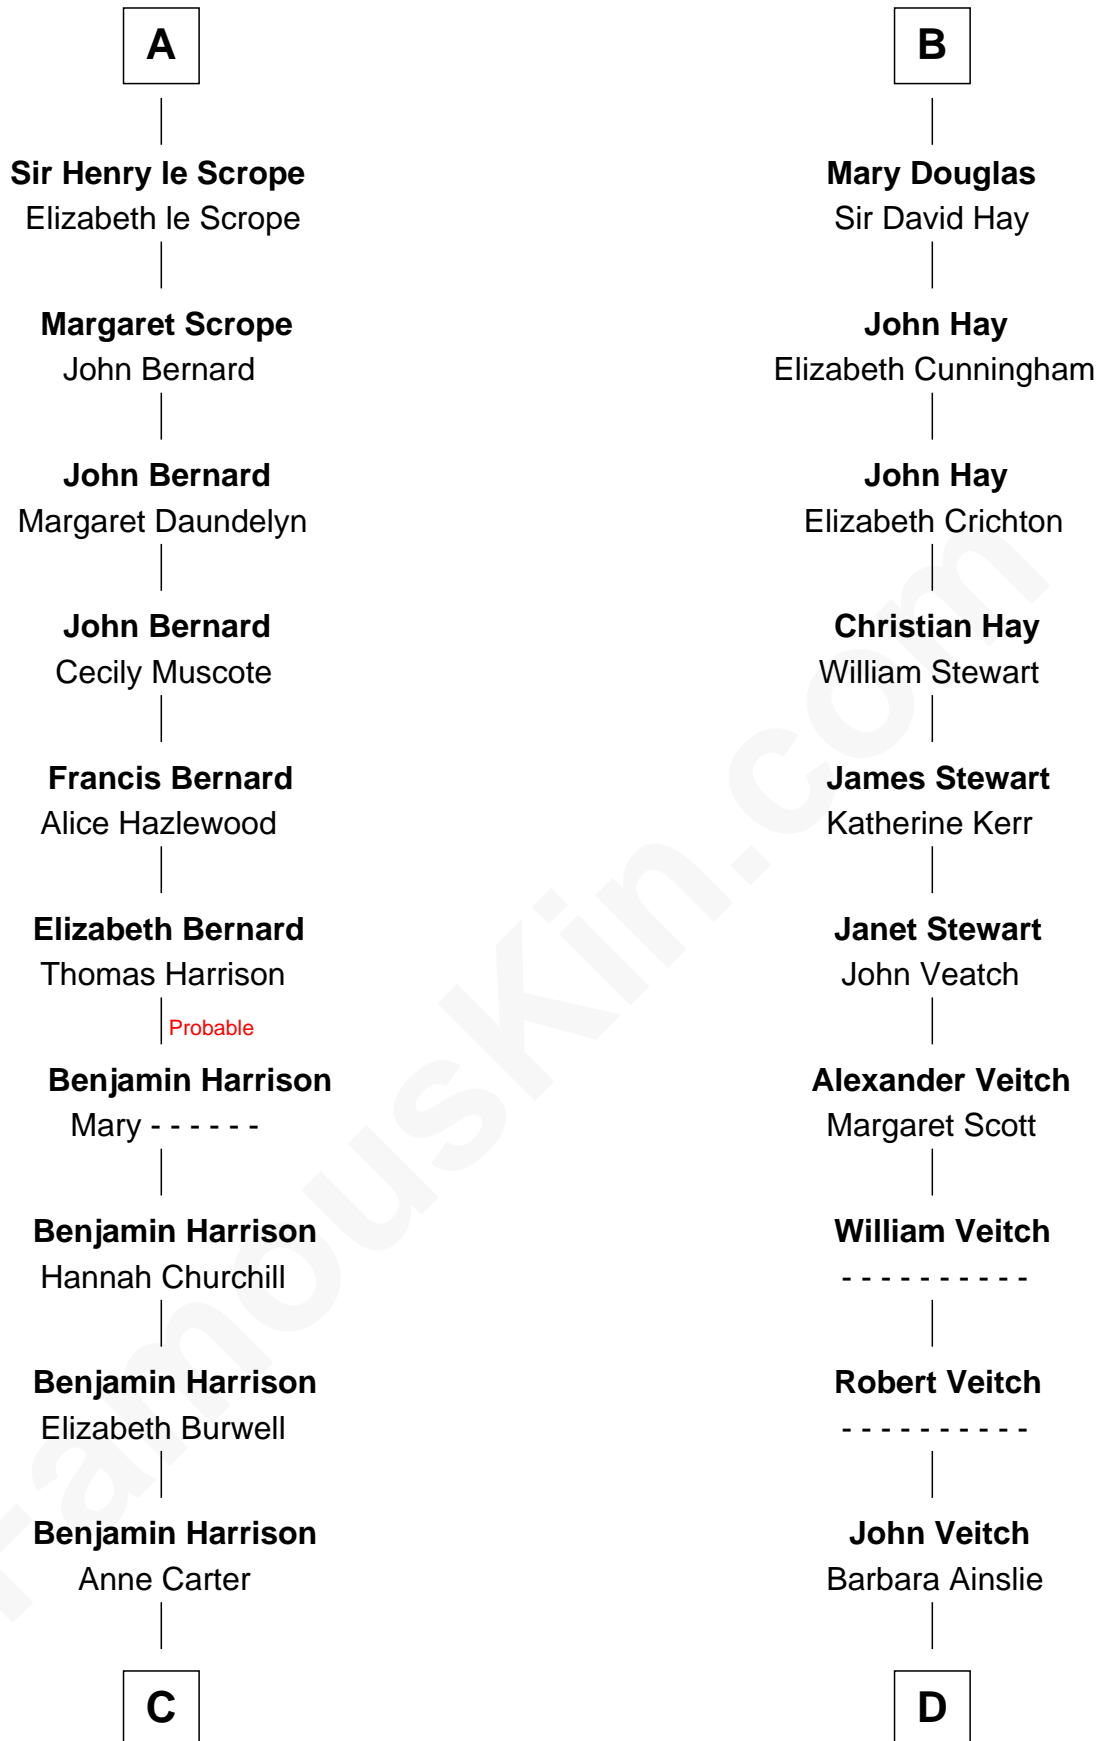 A
Sir Henry le Scrope
Elizabeth le Scrope
Margaret Scrope
John Bernard
John Bernard
Margaret Daundelyn
John Bernard
Cecily Muscote
Francis Bernard
Alice Hazlewood
Elizabeth Bernard
Thomas Harrison
Probable
Benjamin Harrison
Mary - - - - - -
Benjamin Harrison
Hannah Churchill
Benjamin Harrison
Elizabeth Burwell
Benjamin Harrison
Anne Carter
C
B
Mary Douglas
Sir David Hay
John Hay
Elizabeth Cunningham
John Hay
Elizabeth Crichton
Christian Hay
William Stewart
James Stewart
Katherine Kerr
Janet Stewart
John Veatch
Alexander Veitch
Margaret Scott
William Veitch
- - - - - - - - - -
Robert Veitch
- - - - - - - - - -
John Veitch
Barbara Ainslie
D
FamousKin.com